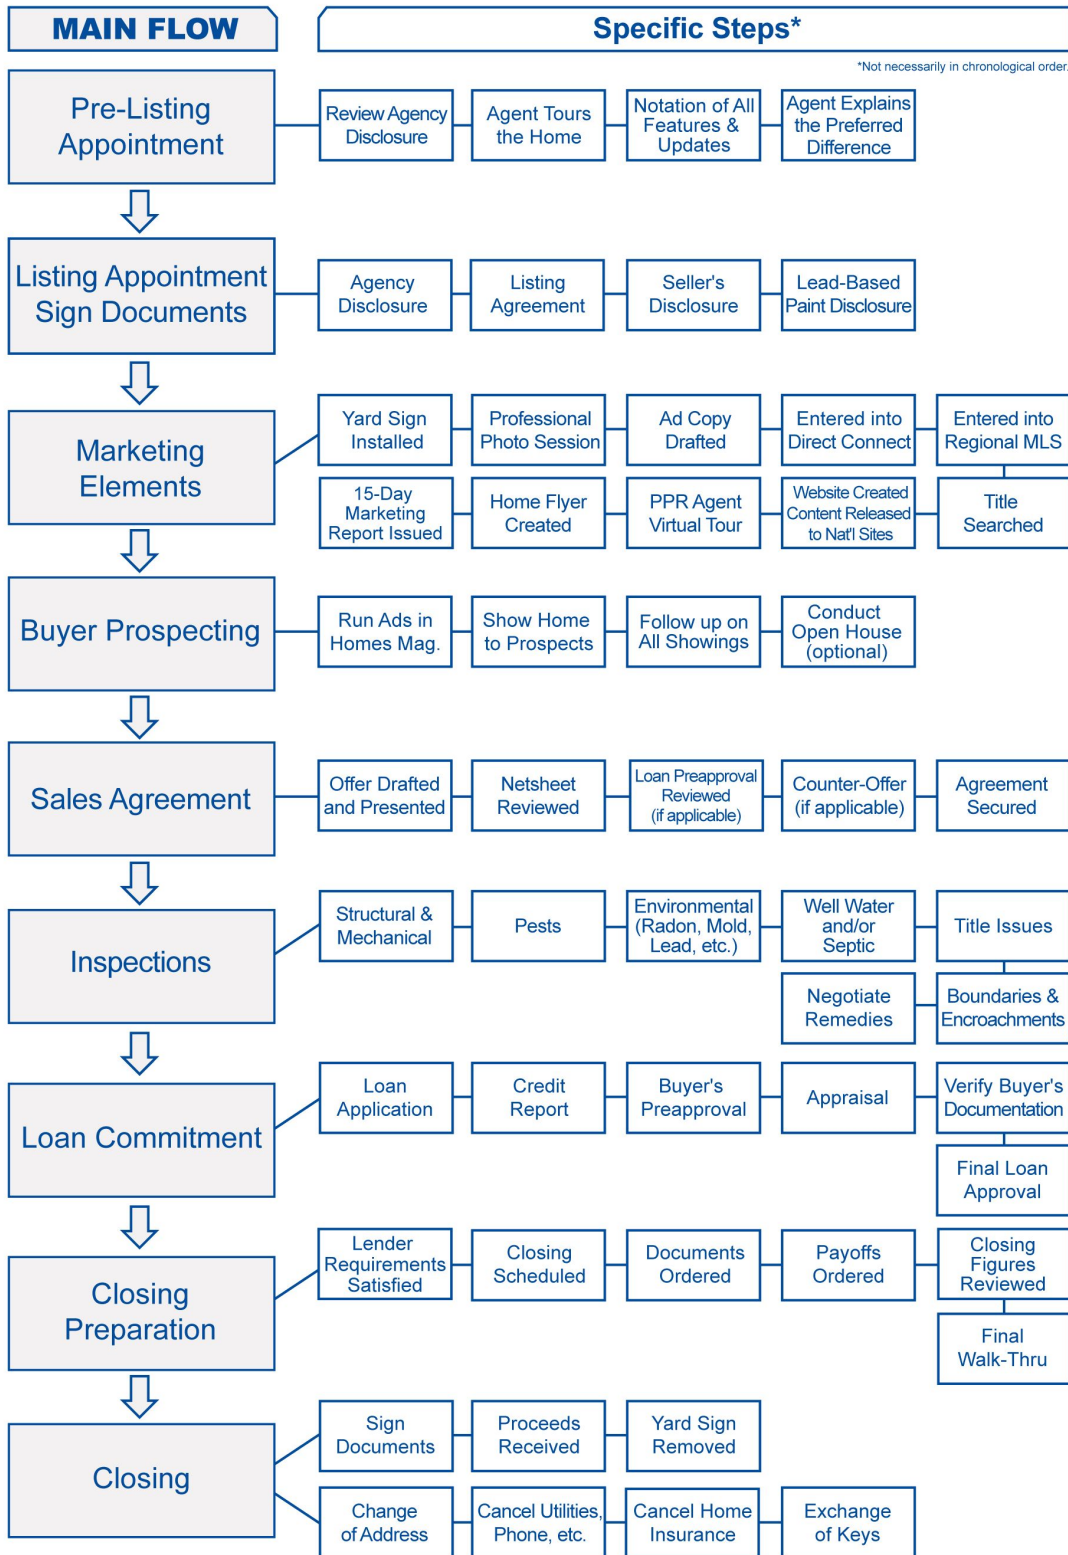 MAIN FLOW
Specific Steps*
*Not necessarily in chronological order.
Pre-Listing
Appointment
Review Agency
Disclosure
Agent Tours
the Home
Notation of All
Features &
Updates
Agent Explains
the Preferred
Difference
Listing Appointment
Sign Documents
Agency
Disclosure
Listing
Agreement
Seller's
Disclosure
Lead-Based
Paint Disclosure
Marketing
Elements
Yard Sign
Installed
Professional
Photo Session
Ad Copy
Drafted
Entered into
Direct Connect
Entered into
Regional MLS
15-Day
Marketing
Report Issued
Home Flyer
Created
PPR Agent
Virtual Tour
Website Created
Content Released
to Nat'l Sites
Title
Searched
Buyer Prospecting
Run Ads in
Homes Mag.
Show Home
to Prospects
Follow up on
All Showings
Conduct
Open House
(optional)
Sales Agreement
Offer Drafted
and Presented
Netsheet
Reviewed
Loan Preapproval
Reviewed
(if applicable)
Counter-Offer
(if applicable)
Agreement
Secured
Inspections
Structural &
Mechanical
Pests
Environmental
(Radon, Mold,
Lead, etc.)
Well Water
and/or
Septic
Title Issues
Negotiate
Remedies
Boundaries &
Encroachments
Loan Commitment
Loan
Application
Credit
Report
Buyer's
Preapproval
Appraisal
Verify Buyer's
Documentation
Final Loan
Approval
Closing
Preparation
Lender
Requirements
Satisfied
Closing
Scheduled
Documents
Ordered
Payoffs
Ordered
Closing
Figures
Reviewed
Final
Walk-Thru
Closing
Sign
Documents
Proceeds
Received
Yard Sign
Removed
Change
of Address
Cancel Utilities,
Phone, etc.
Cancel Home
Insurance
Exchange
of Keys